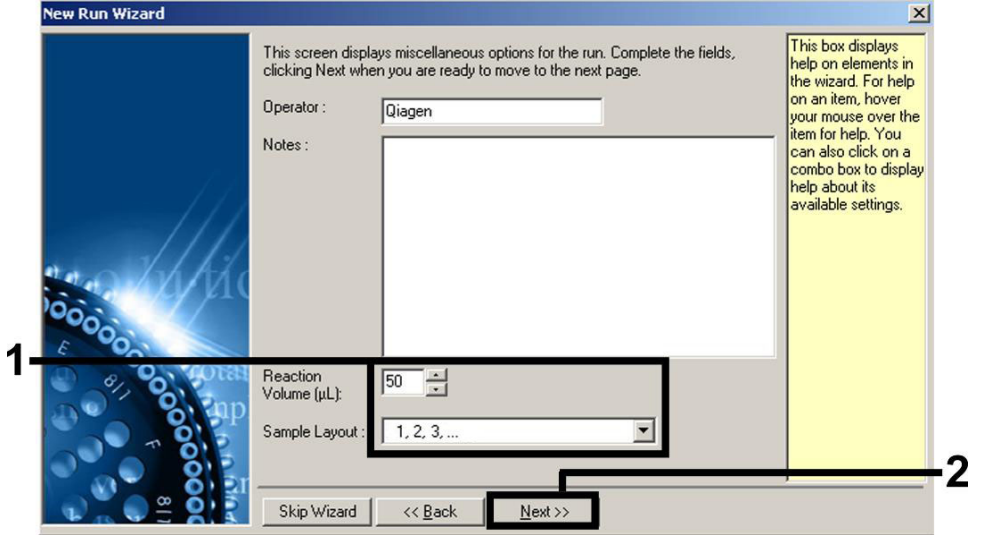 New Run Wizard
This screen displays miscellaneous options for the run. Complete the fields,
clicking Next when you are ready to move to the next page.
Operator :
Qiagen
Notes :
Reaction
Volume (µL):
50
Sample Layout :
1, 2, 3, ...
Skip Wizard
<< Back
Next >>
This box displays
help on elements in
the wizard. For help
on an item, hover
your mouse over the
item for help. You
can also click on a
combo box to display
help about its
available settings.
1
2
E
8/1
F
8/1